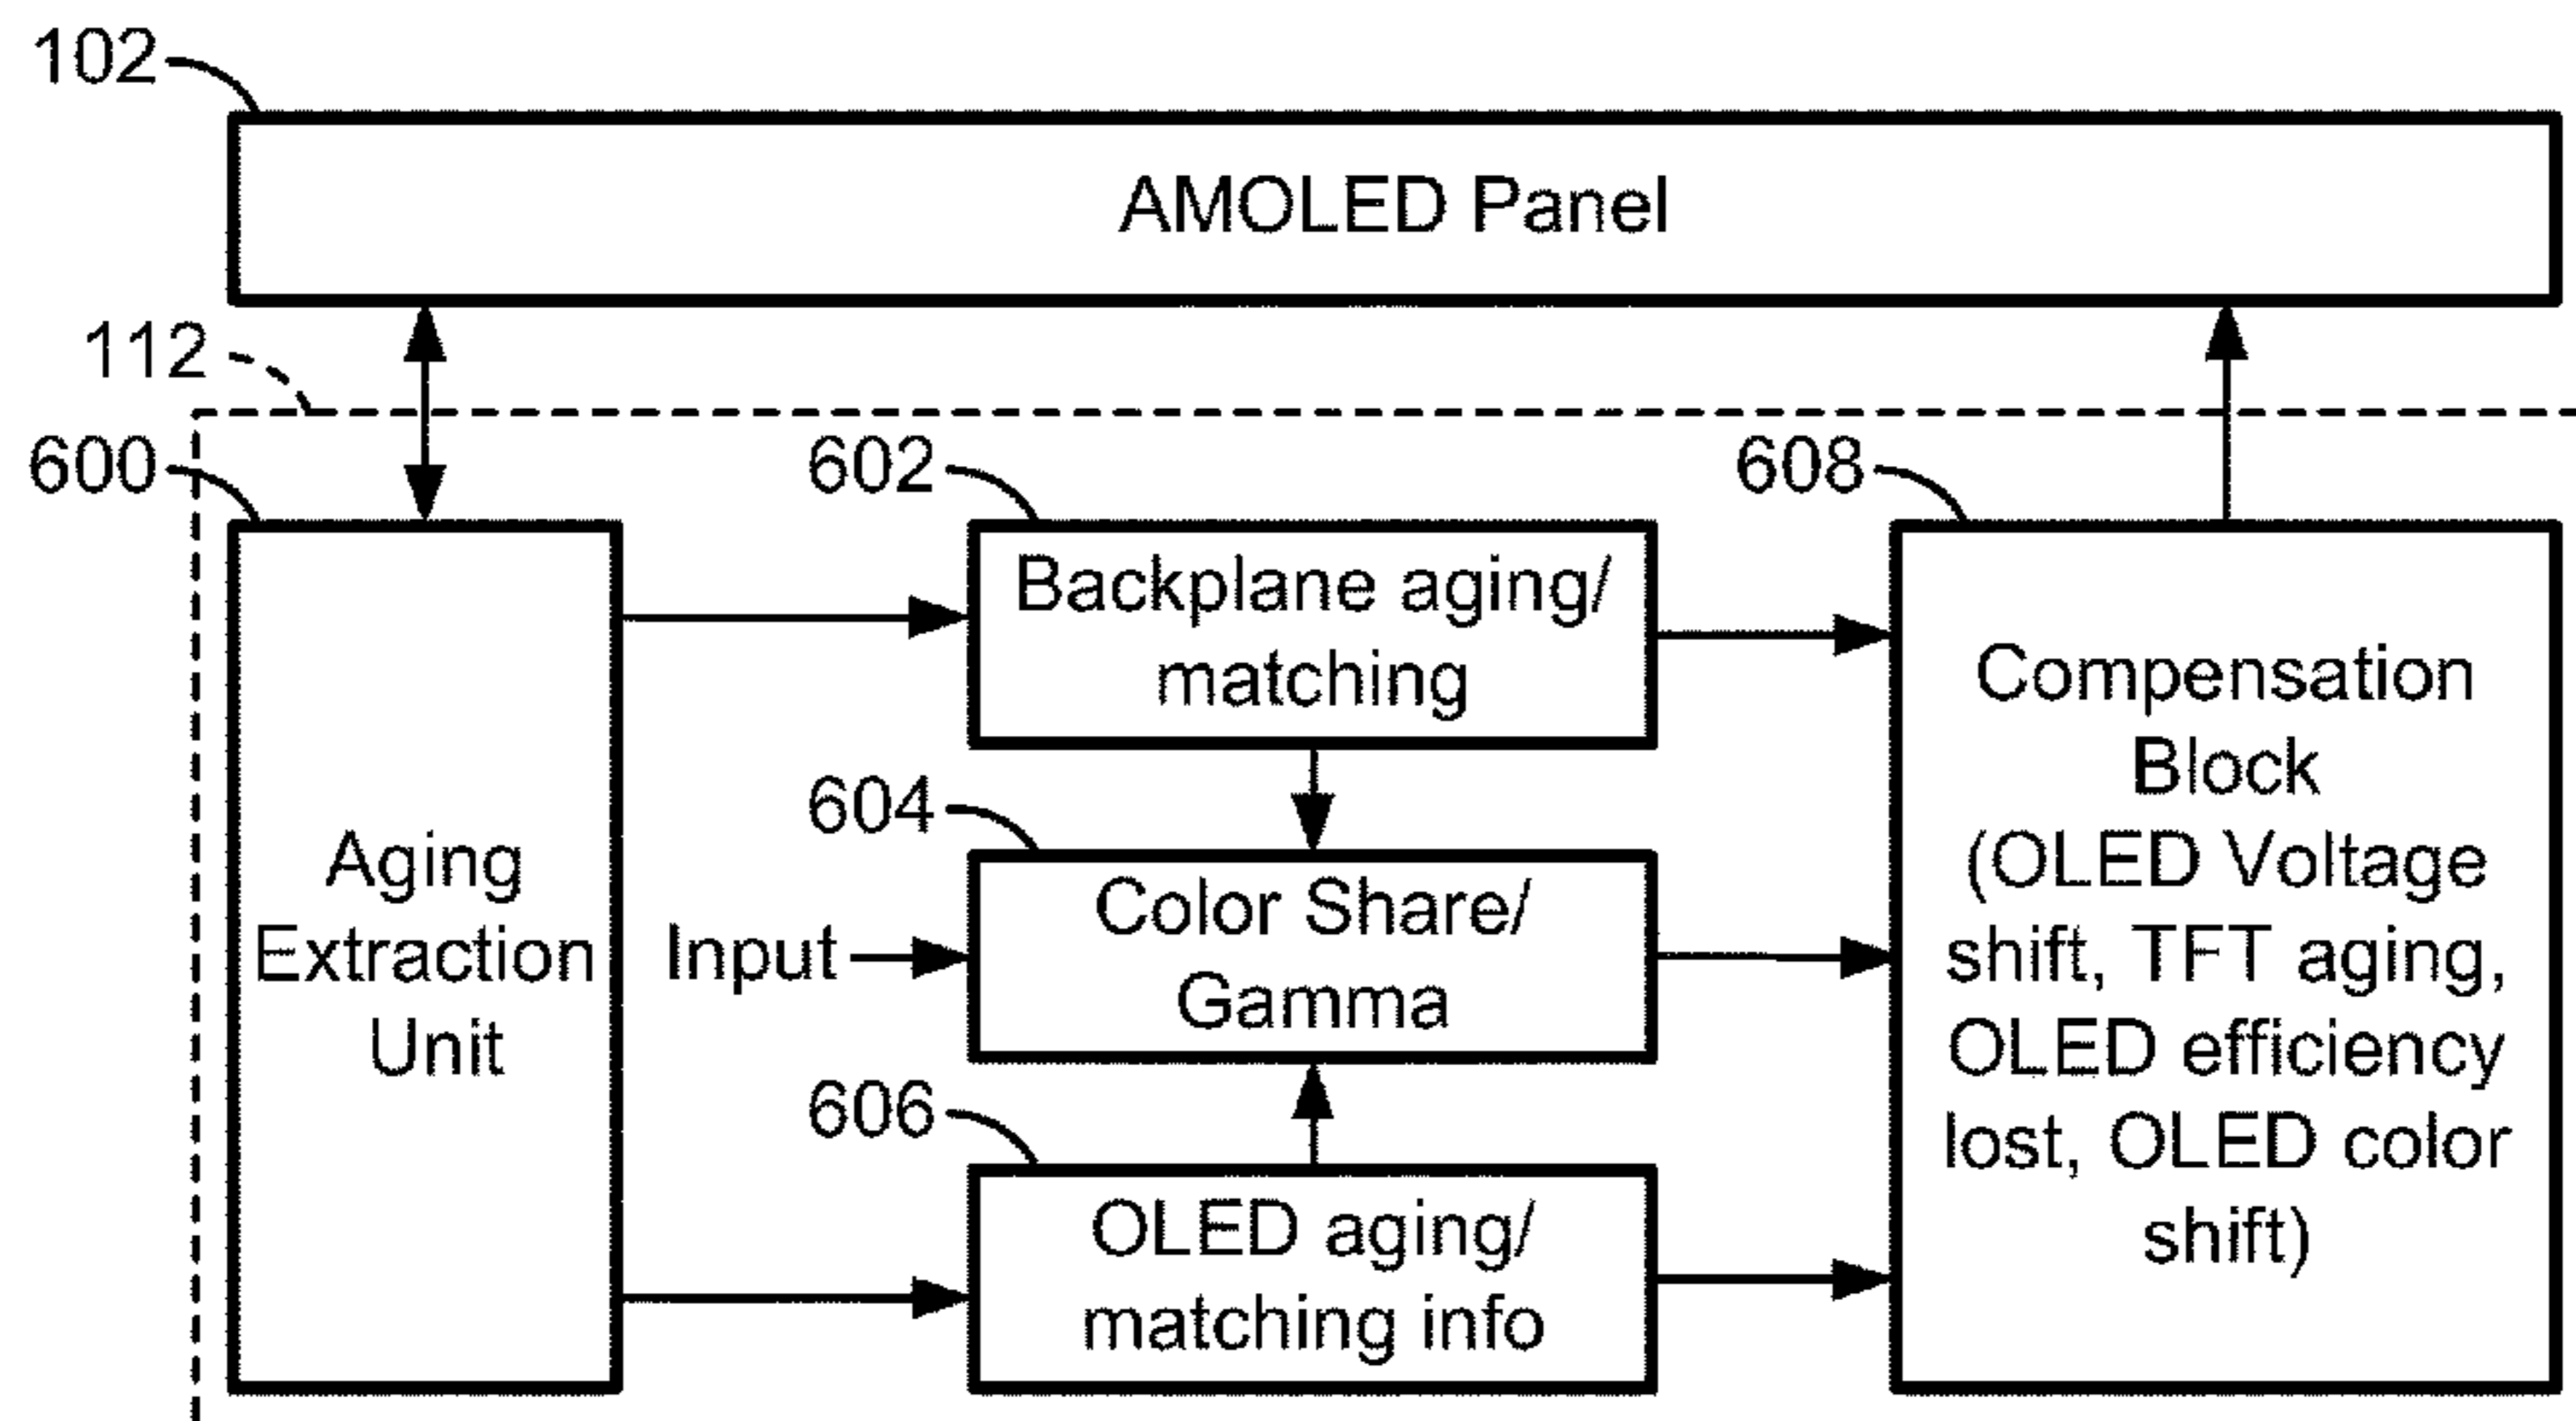 102
AMOLED Panel
112
600
602
608
Backplane aging/
matching
Compensation
Block
(OLED Voltage
shift, TFT aging,
OLED efficiency
lost, OLED color
shift)
604
Aging
Extraction
Unit
Input
Color Share/
Gamma
606
OLED aging/
matching info